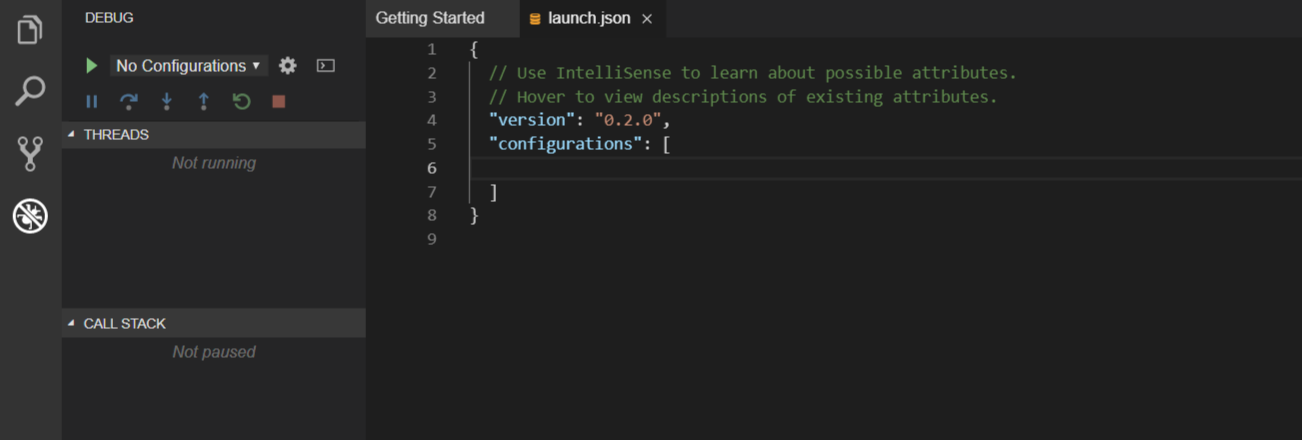 DEBUG
No Configurations
THREADS
Not running
CALL STACK
Not paused
Getting Started
launch.json
1 {
2 // Use IntelliSense to learn about possible attributes.
3 // Hover to view descriptions of existing attributes.
4 "version": "0.2.0",
5 "configurations": [
6
7 ]
8 }
9